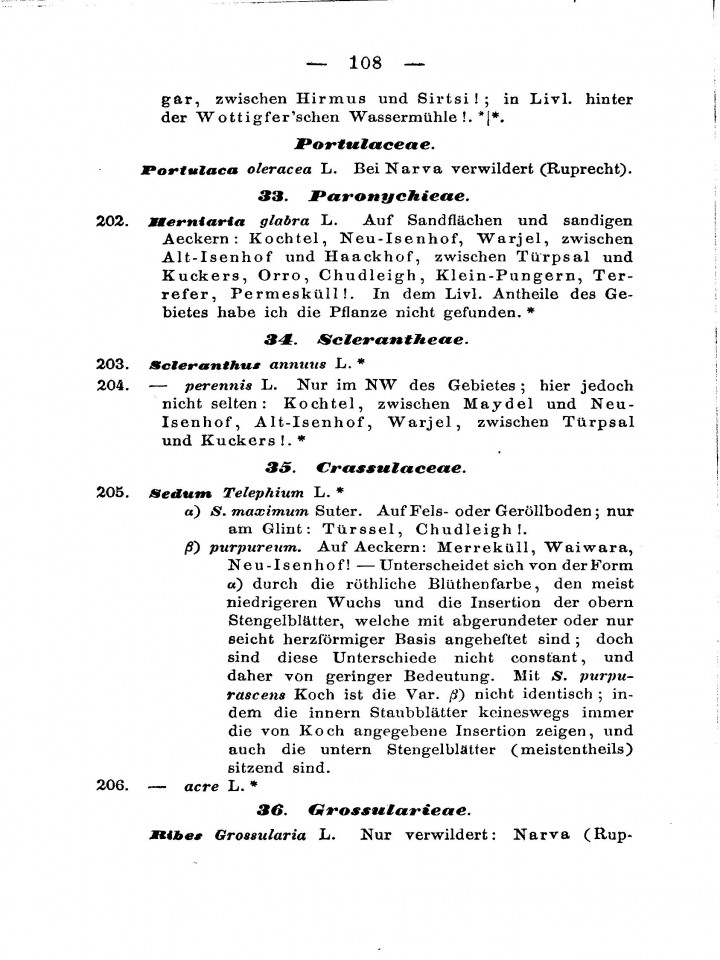 — 108 —
gar, zwischen Hirmus und Sirtsi!; in Livl. hinter
der Wottigfer'schen Wassermühle!. *|*.
Portulaceae.
Portulaca oleracea L. Bei Narva verwildert (Ruprecht).
33. Paronychieae.
202. Herniaria glabra L. Auf Sandflächen und sandigen
Aeckern: Kochtel, Neu-Isenhof, Warjel, zwischen
Alt-Isenhof und Haackhof, zwischen Türpsal und
Kuckers, Orro, Chudleigh, Klein-Pungern, Ter-
refer, Permesküll!. In dem Livl. Antheile des Ge-
bietes habe ich die Pflanze nicht gefunden. *
34. Sclerantheae.
203. Scleranthus annuus L. *
204. — perennis L. Nur im NW des Gebietes; hier jedoch
nicht selten: Kochtel, zwischen Maydel und Neu-
Isenhof, Alt-Isenhof, Warjel, zwischen Türpsal
und Kuckers!. *
35. Crassulaceae.
205. Sedum Telephium L. *
α) S. maximum Suter. Auf Fels- oder Geröllboden; nur
am Glint: Türssel, Chudleigh!.
β) purpureum. Auf Aeckern: Merreküll, Waiwara,
Neu-Isenhof! — Unterscheidet sich von der Form
α) durch die röthliche Blüthenfarbe, den meist
niedrigeren Wuchs und die Insertion der obern
Stengelblätter, welche mit abgerundeter oder nur
seicht herzförmiger Basis angeheftet sind; doch
sind diese Unterschiede nicht constant, und
daher von geringer Bedeutung. Mit S. purpu-
rascens Koch ist die Var. β) nicht identisch; in-
dem die innern Staubblätter keineswegs immer
die von Koch angegebene Insertion zeigen, und
auch die untern Stengelblätter (meistentheils)
sitzend sind.
206. — acre L. *
36. Grossularieae.
Ribes Grossularia L. Nur verwildert: Narva (Rup-